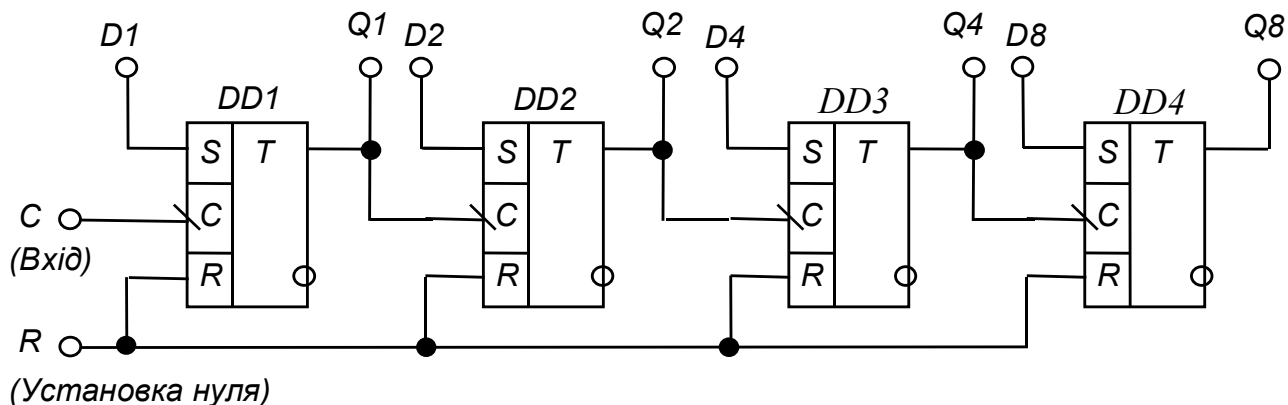 D1 Q1 D2 Q2 D4 Q4 D8 Q8
DD1 DD2 DD3 DD4
S T S T S T S T
C C C C C
(Вхід)
R R R R
R
(Установка нуля)